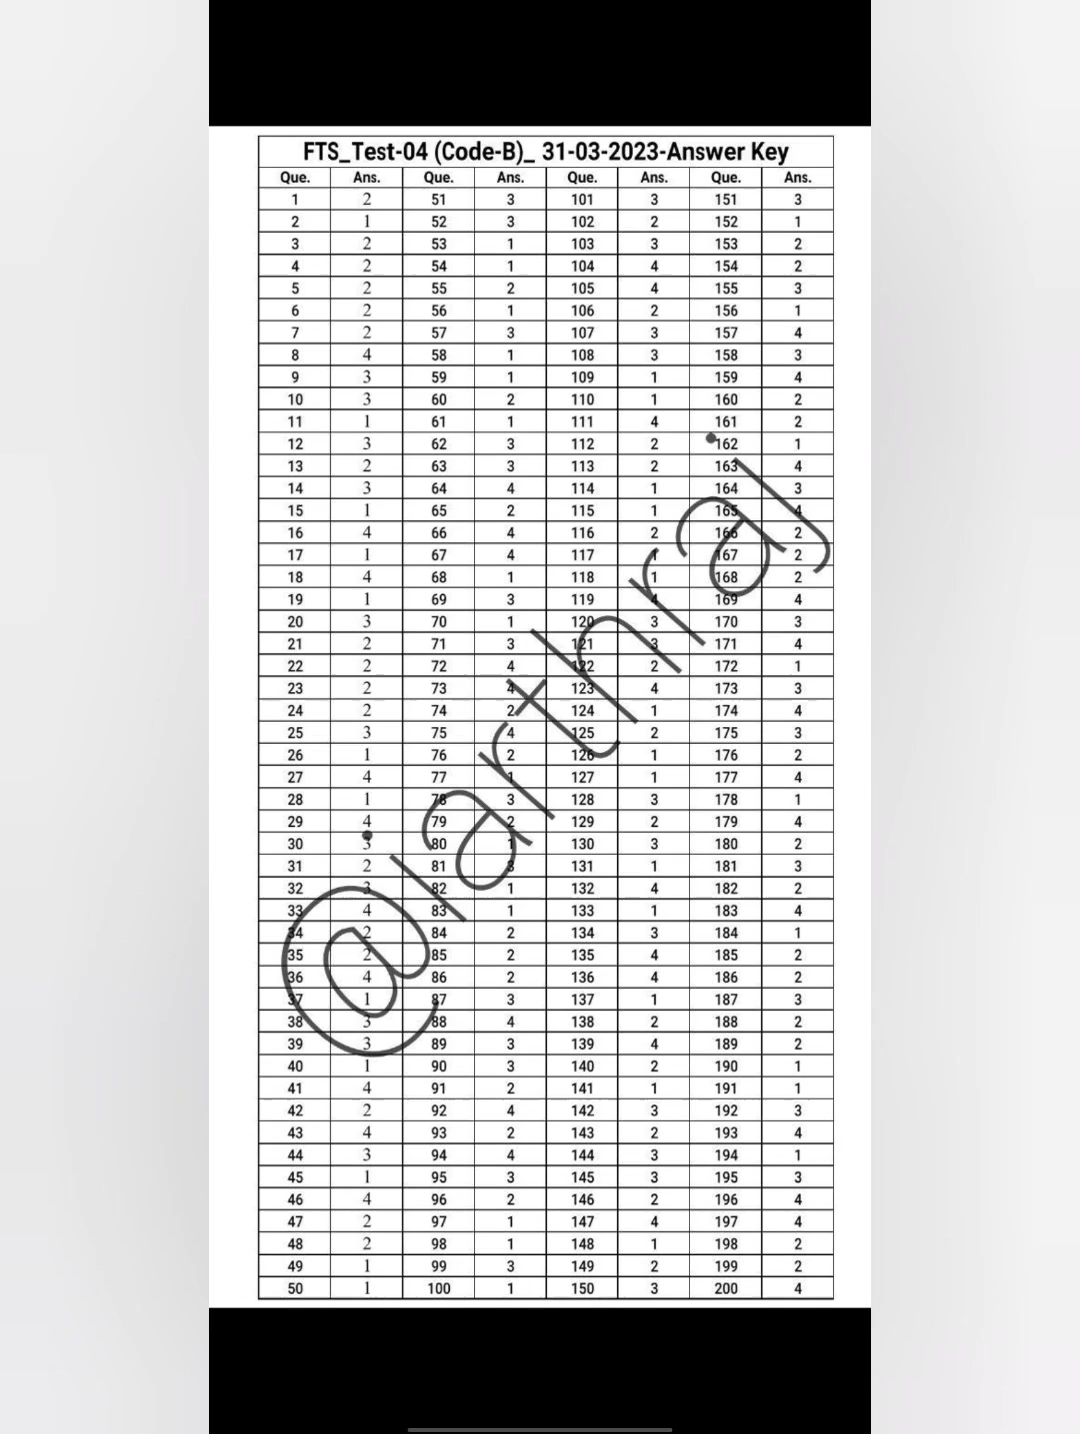 FTS_Test-04 (Code-B)_ 31-03-2023-Answer Key
Que. Ans. Que. Ans. Que. Ans. Que. Ans.
1 2 51 3 101 3 151 3
2 1 52 3 102 2 152 1
3 2 53 1 103 3 153 2
4 2 54 1 104 4 154 2
5 2 55 2 105 4 155 3
6 2 56 1 106 2 156 1
7 2 57 3 107 3 157 4
8 4 58 1 108 3 158 3
9 3 59 1 109 1 159 4
10 3 60 2 110 1 160 2
11 1 61 1 111 4 161 2
12 3 62 3 112 2 162 1
13 2 63 3 113 2 163 4
14 3 64 4 114 1 164 3
15 1 65 2 115 1 165 4
16 4 66 4 116 2 166 2
17 1 67 4 117 1 167 2
18 4 68 1 118 1 168 2
19 1 69 3 119 4 169 4
20 3 70 1 120 3 170 3
21 2 71 3 121 3 171 4
22 2 72 4 122 2 172 1
23 2 73 4 123 4 173 3
24 2 74 2 124 1 174 4
25 3 75 4 125 2 175 3
26 1 76 2 126 1 176 2
27 4 77 1 127 1 177 4
28 1 78 3 128 3 178 1
29 4 79 2 129 2 179 4
30 3 80 1 130 3 180 2
31 2 81 3 131 1 181 3
32 3 82 1 132 4 182 2
33 4 83 1 133 1 183 4
34 2 84 2 134 3 184 1
35 2 85 2 135 4 185 2
36 4 86 2 136 4 186 2
37 1 87 3 137 1 187 3
38 3 88 4 138 2 188 2
39 3 89 3 139 4 189 2
40 1 90 3 140 2 190 1
41 4 91 2 141 1 191 1
42 2 92 4 142 3 192 3
43 4 93 2 143 2 193 4
44 3 94 4 144 3 194 1
45 1 95 3 145 3 195 3
46 4 96 2 146 2 196 4
47 2 97 1 147 4 197 4
48 2 98 1 148 1 198 2
49 1 99 3 149 2 199 2
50 1 100 1 150 3 200 4
@iarthraj